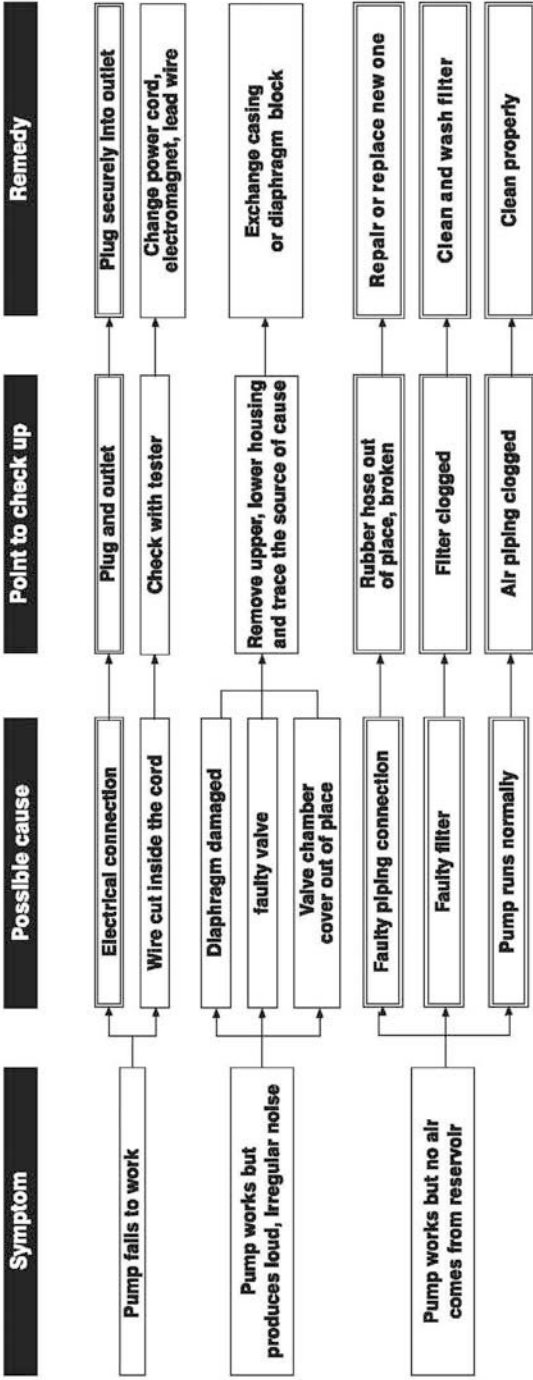 Symptom
Possible cause
Point to check up
Remedy
Pump fails to work
Electrical connection
Plug and outlet
Plug securely into outlet
Wire cut inside the cord
Check with tester
Change power cord,
electromagnet, lead wire
Pump works but
produces loud, irregular noise
Diaphragm damaged
faulty valve
Valve chamber
cover out of place
Remove upper, lower housing
and trace the source of cause
Exchange casing
or diaphragm block
Pump works but no air
comes from reservoir
Faulty piping connection
Rubber hose out
of place, broken
Repair or replace new one
Faulty filter
Filter clogged
Clean and wash filter
Pump runs normally
Air piping clogged
Clean properly